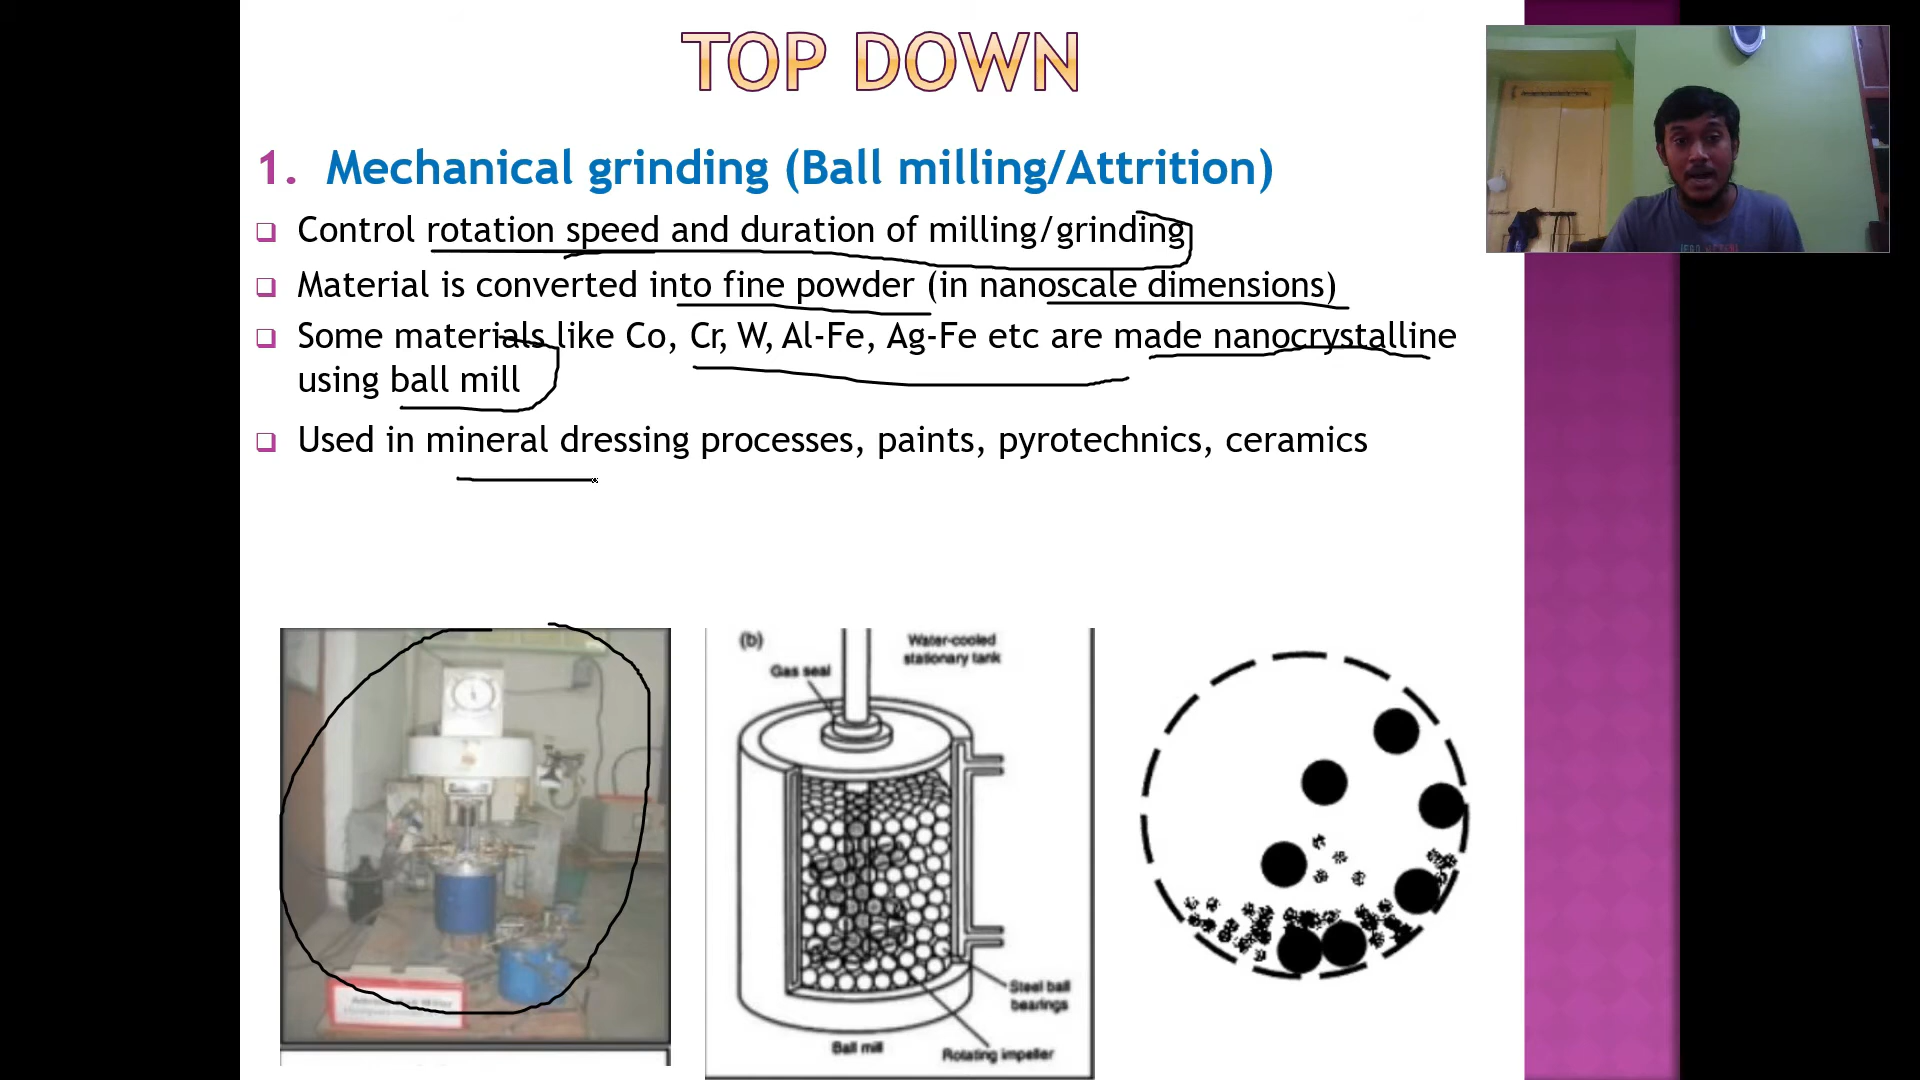 TOP DOWN
1. Mechanical grinding (Ball milling/Attrition)
Control rotation speed and duration of milling/grinding
Material is converted into fine powder (in nanoscale dimensions)
Some materials like Co, Cr, W, Al-Fe, Ag-Fe etc are made nanocrystalline
using ball mill
Used in mineral dressing processes, paints, pyrotechnics, ceramics
(b)
Water-cooled
stationary tank
Gas seal
Steel ball
bearings
Ball mill
Rotating impeller